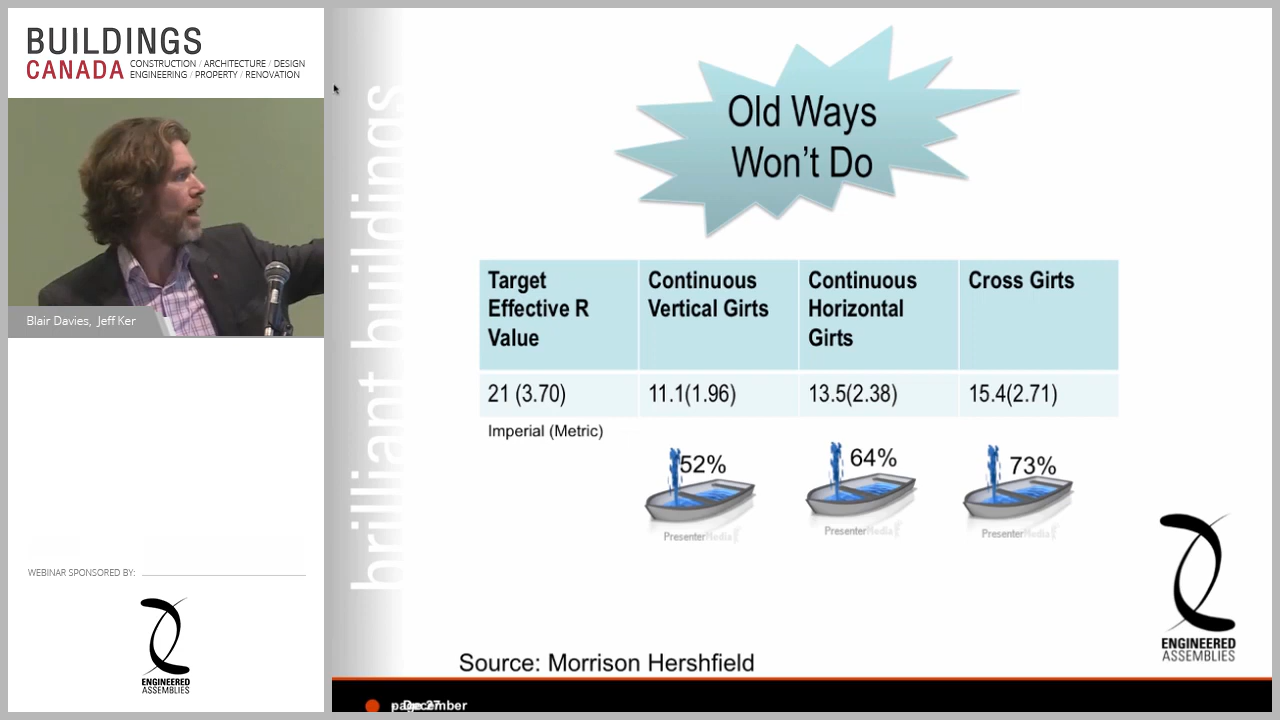 BUILDINGS
CANADA
CONSTRUCTION / ARCHITECTURE / DESIGN
ENGINEERING / PROPERTY / RENOVATION
Blair Davies, Jeff Ker
WEBINAR SPONSORED BY:
ENGINEERED
ASSEMBLIES
brilliant buildings
Old Ways
Won't Do
Target
Effective R
Value
Continuous
Vertical Girts
Continuous
Horizontal
Girts
Cross Girts
21 (3.70)
11.1(1.96)
13.5(2.38)
15.4(2.71)
Imperial (Metric)
52%
64%
73%
PresenterMedia
PresenterMedia
PresenterMedia
ENGINEERED
ASSEMBLIES
Source: Morrison Hershfield